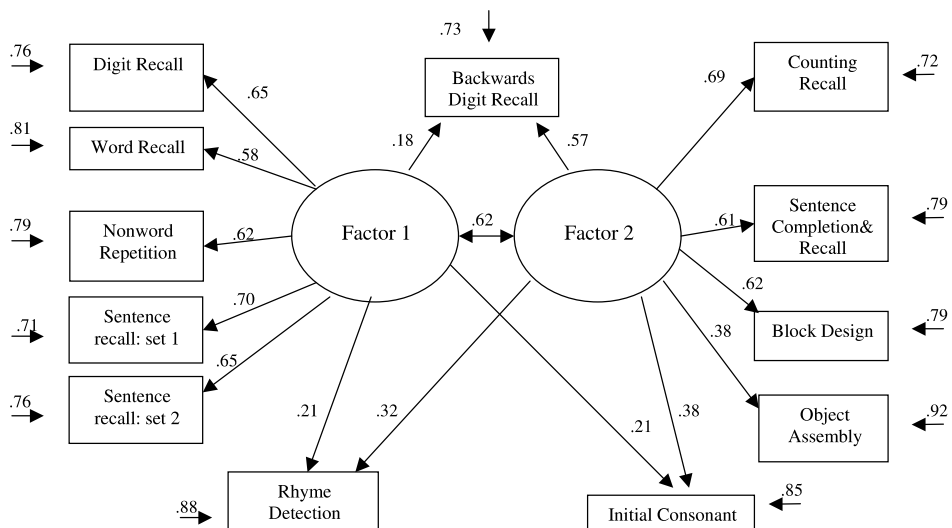 .73
.76
Digit Recall
.65
.81
Word Recall
.58
Backwards
Digit Recall
.18
.57
.69
Counting
Recall
.72
.79
Nonword
Repetition
.62
Factor 1
.62
Factor 2
.61
Sentence
Completion&
Recall
.79
.71
Sentence
recall: set 1
.70
.62
Block Design
.79
.76
Sentence
recall: set 2
.65
.38
Object
Assembly
.92
.21
.32
.21
.38
.88
Rhyme
Detection
Initial Consonant
.85